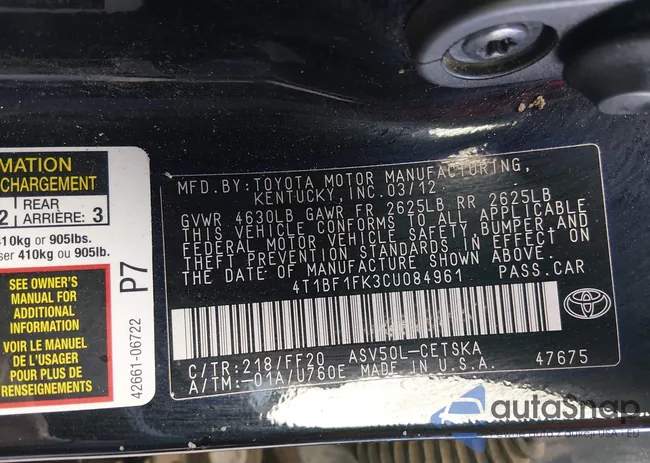 MATION
CHARGEMENT
2 REAR ARRIÈRE: 3
410kg or 905lbs.
ser 410kg ou 905lb.
SEE OWNER'S
MANUAL FOR
ADDITIONAL
INFORMATION
VOIR LE MANUEL
DE L'USAGER
POUR PLUS DE
RENSEIGNEMENTS
P7
42661-06722
MFD.BY:TOYOTA MOTOR MANUFACTURING,
KENTUCKY, INC.03/12
GVWR 4630LB GAWR FR 2625LB RR 2625LB
THIS VEHICLE CONFORMS TO ALL
FEDERAL MOTOR VEHICLE SAFETY, BUMPER, AND
THEFT PREVENTION STANDARDS IN EFFECT ON
THE DATE OF MANUFACTURE SHOWN ABOVE.
4T1BF1FK3CU084961 PASS.CAR
C/TR:218/FF20 ASV50L-CETSKA
A/TM:-01A/U760E MADE IN U.S.A. 47675
autoSnap